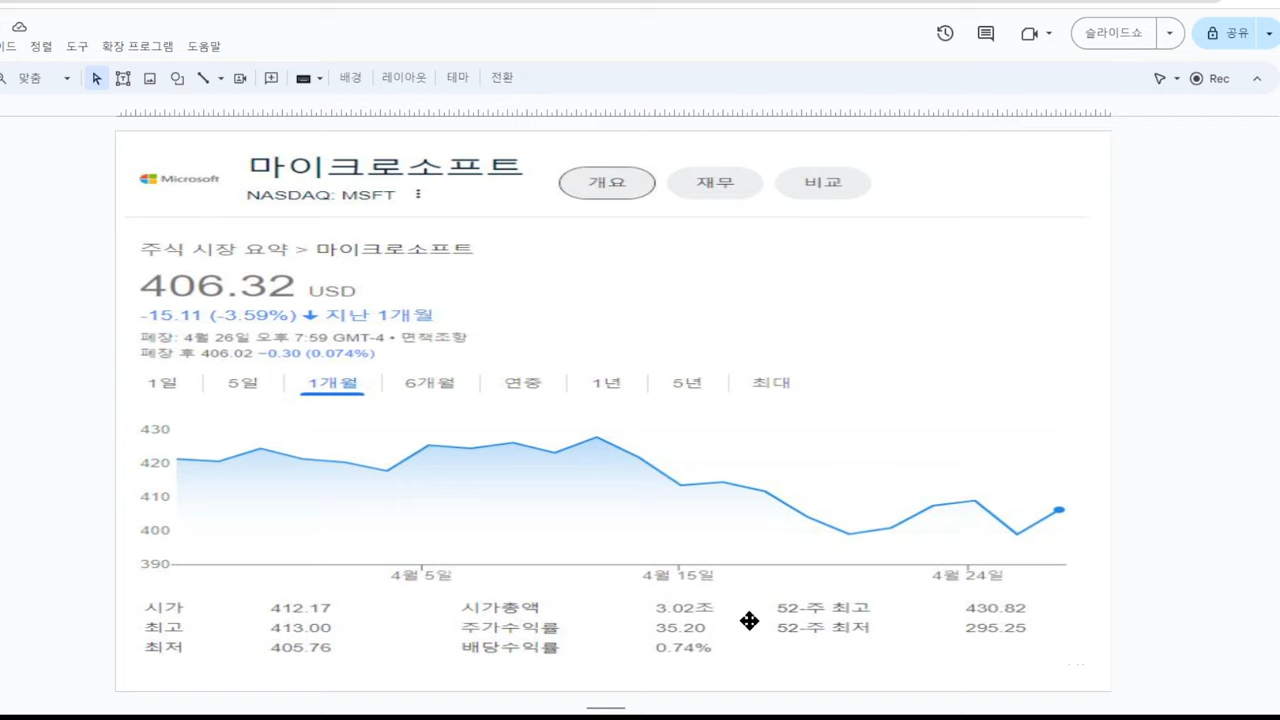 정렬 도구 확장 프로그램 도움말
슬라이드쇼
공유
맞춤
배경 레이아웃 테마 전환
Rec
Microsoft
마이크로소프트
NASDAQ: MSFT
개요 재무 비교
주식 시장 요약 > 마이크로소프트
406.32 USD
-15.11 (-3.59%) 지난 1개월
폐장: 4월 26일 오후 7:59 GMT-4 • 면책조항
폐장 후 406.02 −0.30 (0.074%)
1일 5일 1개월 6개월 연중 1년 5년 최대
430
420
410
400
390
4월 5일 4월 15일 4월 24일
시가 412.17 시가총액 3.02조 52-주 최고 430.82
최고 413.00 주가수익률 35.20 52-주 최저 295.25
최저 405.76 배당수익률 0.74%